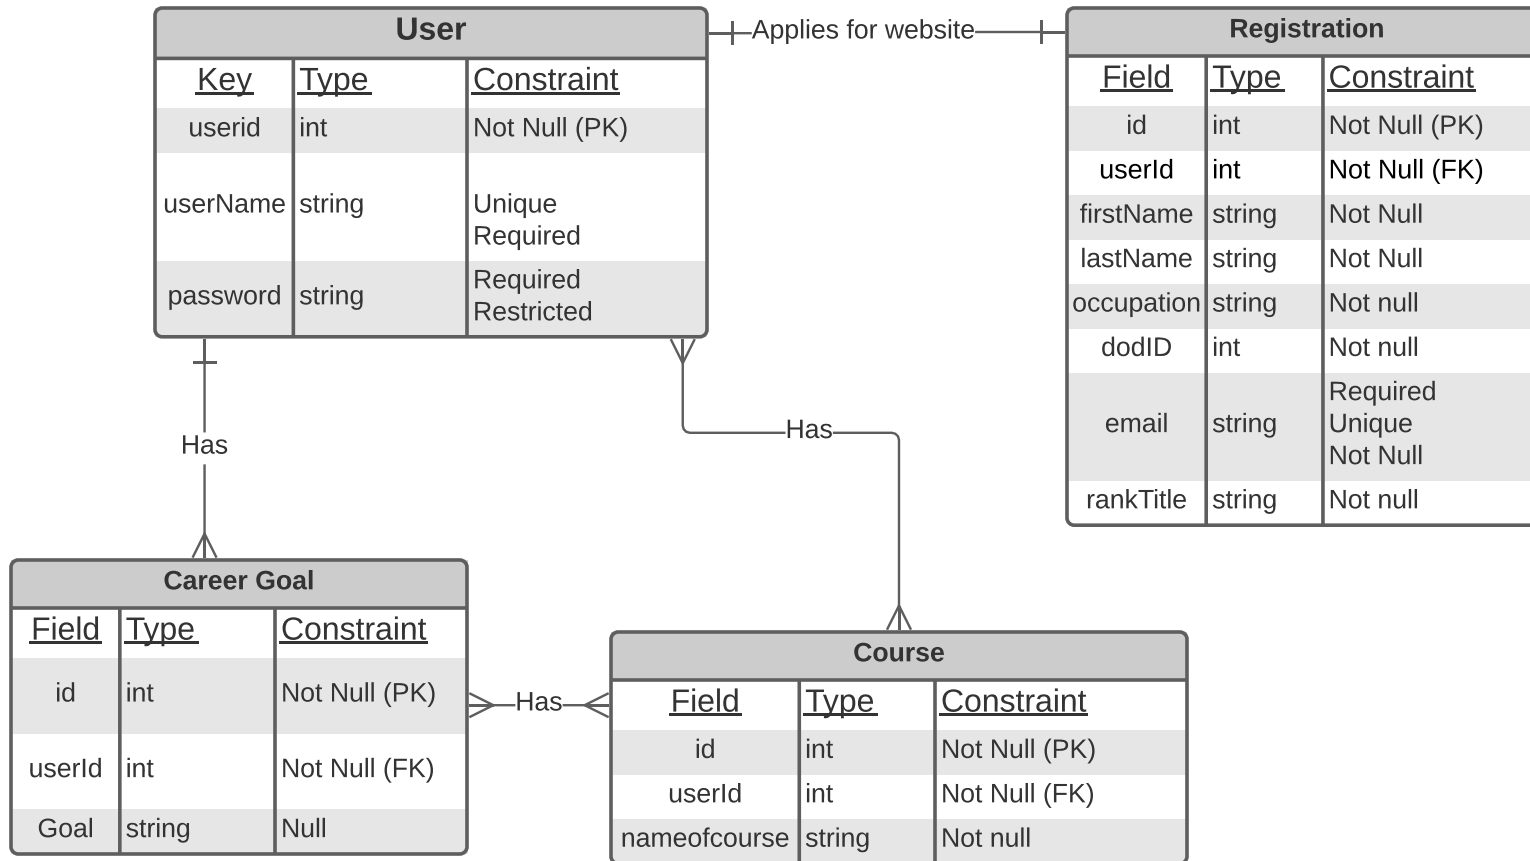 User
Key Type Constraint
userid int Not Null (PK)
userName string Unique
Required
password string Required
Restricted
Applies for website
Registration
Field Type Constraint
id int Not Null (PK)
userId int Not Null (FK)
firstName string Not Null
lastName string Not Null
occupation string Not null
dodID int Not null
email string Required
Unique
Not Null
rankTitle string Not null
Has
Has
Career Goal
Field Type Constraint
id int Not Null (PK)
userId int Not Null (FK)
Goal string Null
Has
Course
Field Type Constraint
id int Not Null (PK)
userId int Not Null (FK)
nameofcourse string Not null